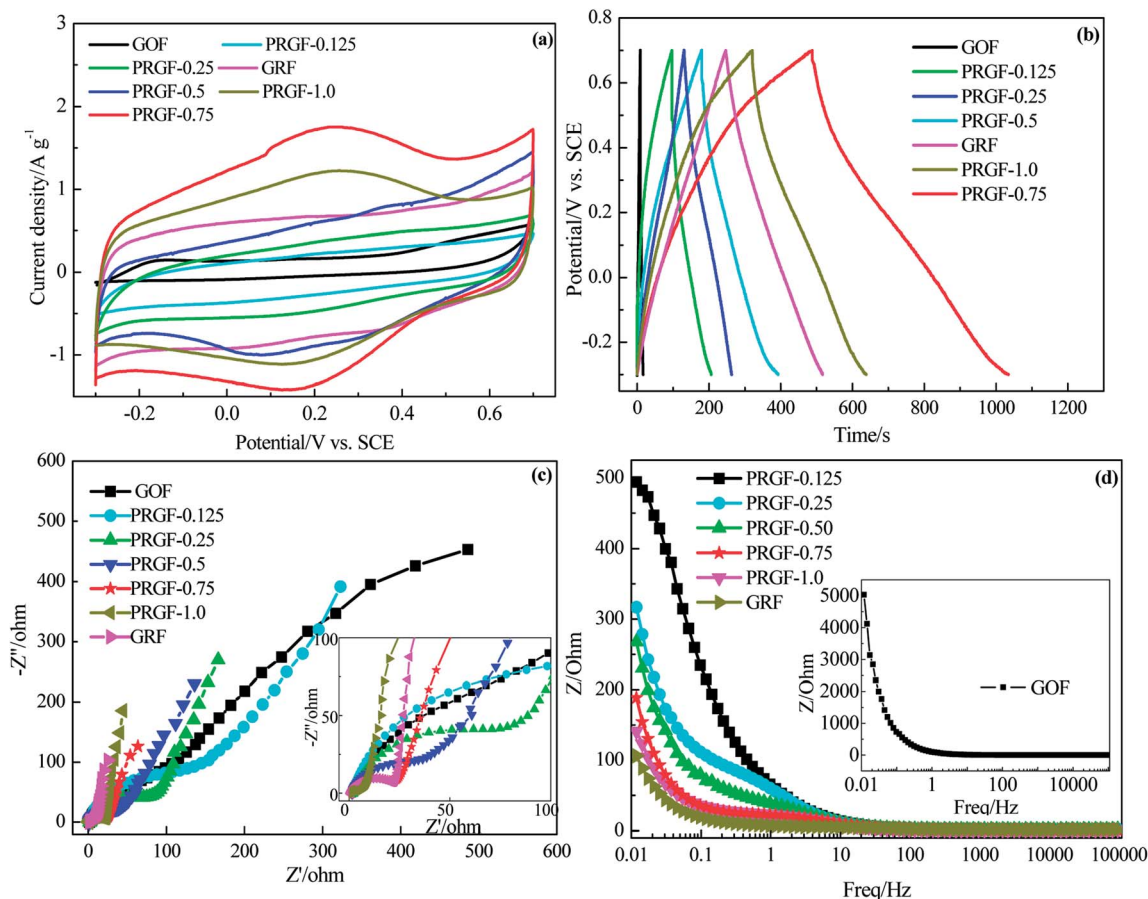 (a)
GOF
PRGF-0.125
PRGF-0.25
GRF
PRGF-0.5
PRGF-1.0
PRGF-0.75
Current density/A g⁻¹
3
2
1
0
-1
-0.2
0.0
0.2
0.4
0.6
Potential/V vs. SCE
(b)
GOF
PRGF-0.125
PRGF-0.25
PRGF-0.5
GRF
PRGF-1.0
PRGF-0.75
Potential/V vs. SCE
0.8
0.6
0.4
0.2
0.0
-0.2
0
200
400
600
800
1000
1200
Time/s
(c)
GOF
PRGF-0.125
PRGF-0.25
PRGF-0.5
PRGF-0.75
PRGF-1.0
GRF
-Z''/ohm
600
500
400
300
200
100
0
0
100
200
300
400
500
600
Z'/ohm
-Z''/ohm
100
50
0
0
50
100
Z'/ohm
(d)
PRGF-0.125
PRGF-0.25
PRGF-0.50
PRGF-0.75
PRGF-1.0
GRF
Z/Ohm
500
400
300
200
100
0
0.01
0.1
1
10
100
1000
10000
100000
Freq/Hz
Z/Ohm
5000
4000
3000
2000
1000
0
GOF
0.01
1
100
10000
Freq/Hz